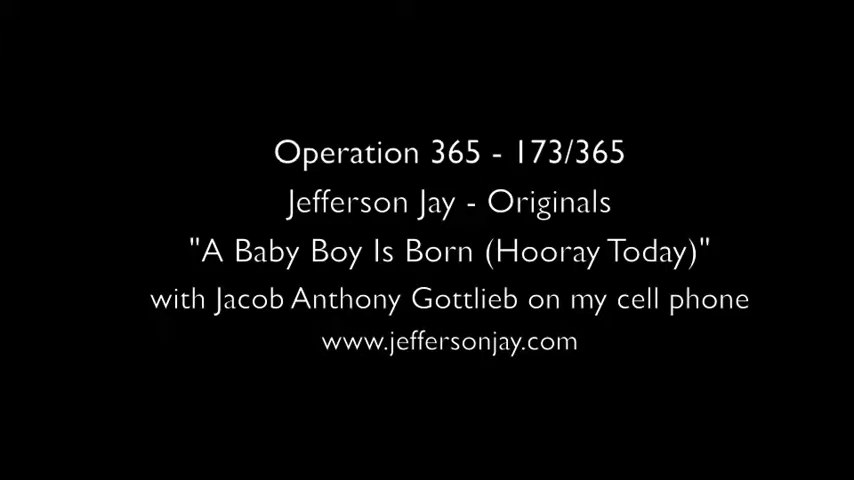 Operation 365 - 173/365
Jefferson Jay - Originals
"A Baby Boy Is Born (Hooray Today)"
with Jacob Anthony Gottlieb on my cell phone
www.jeffersonjay.com